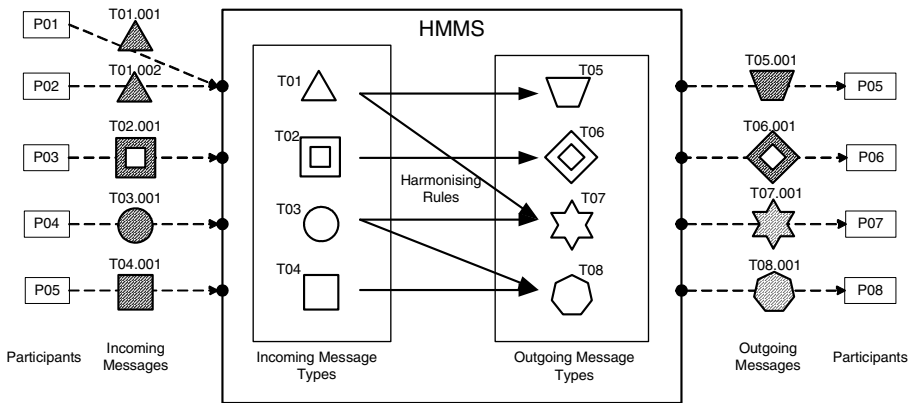 P01
T01.001
HMMS
P02
T01.002
T01
T05
T05.001
P05
P03
T02.001
T02
T06
T06.001
P06
Harmonising
Rules
P04
T03.001
T03
T07
T07.001
P07
P05
T04.001
T04
T08
T08.001
P08
Participants
Incoming
Messages
Incoming Message
Types
Outgoing Message
Types
Outgoing
Messages
Participants